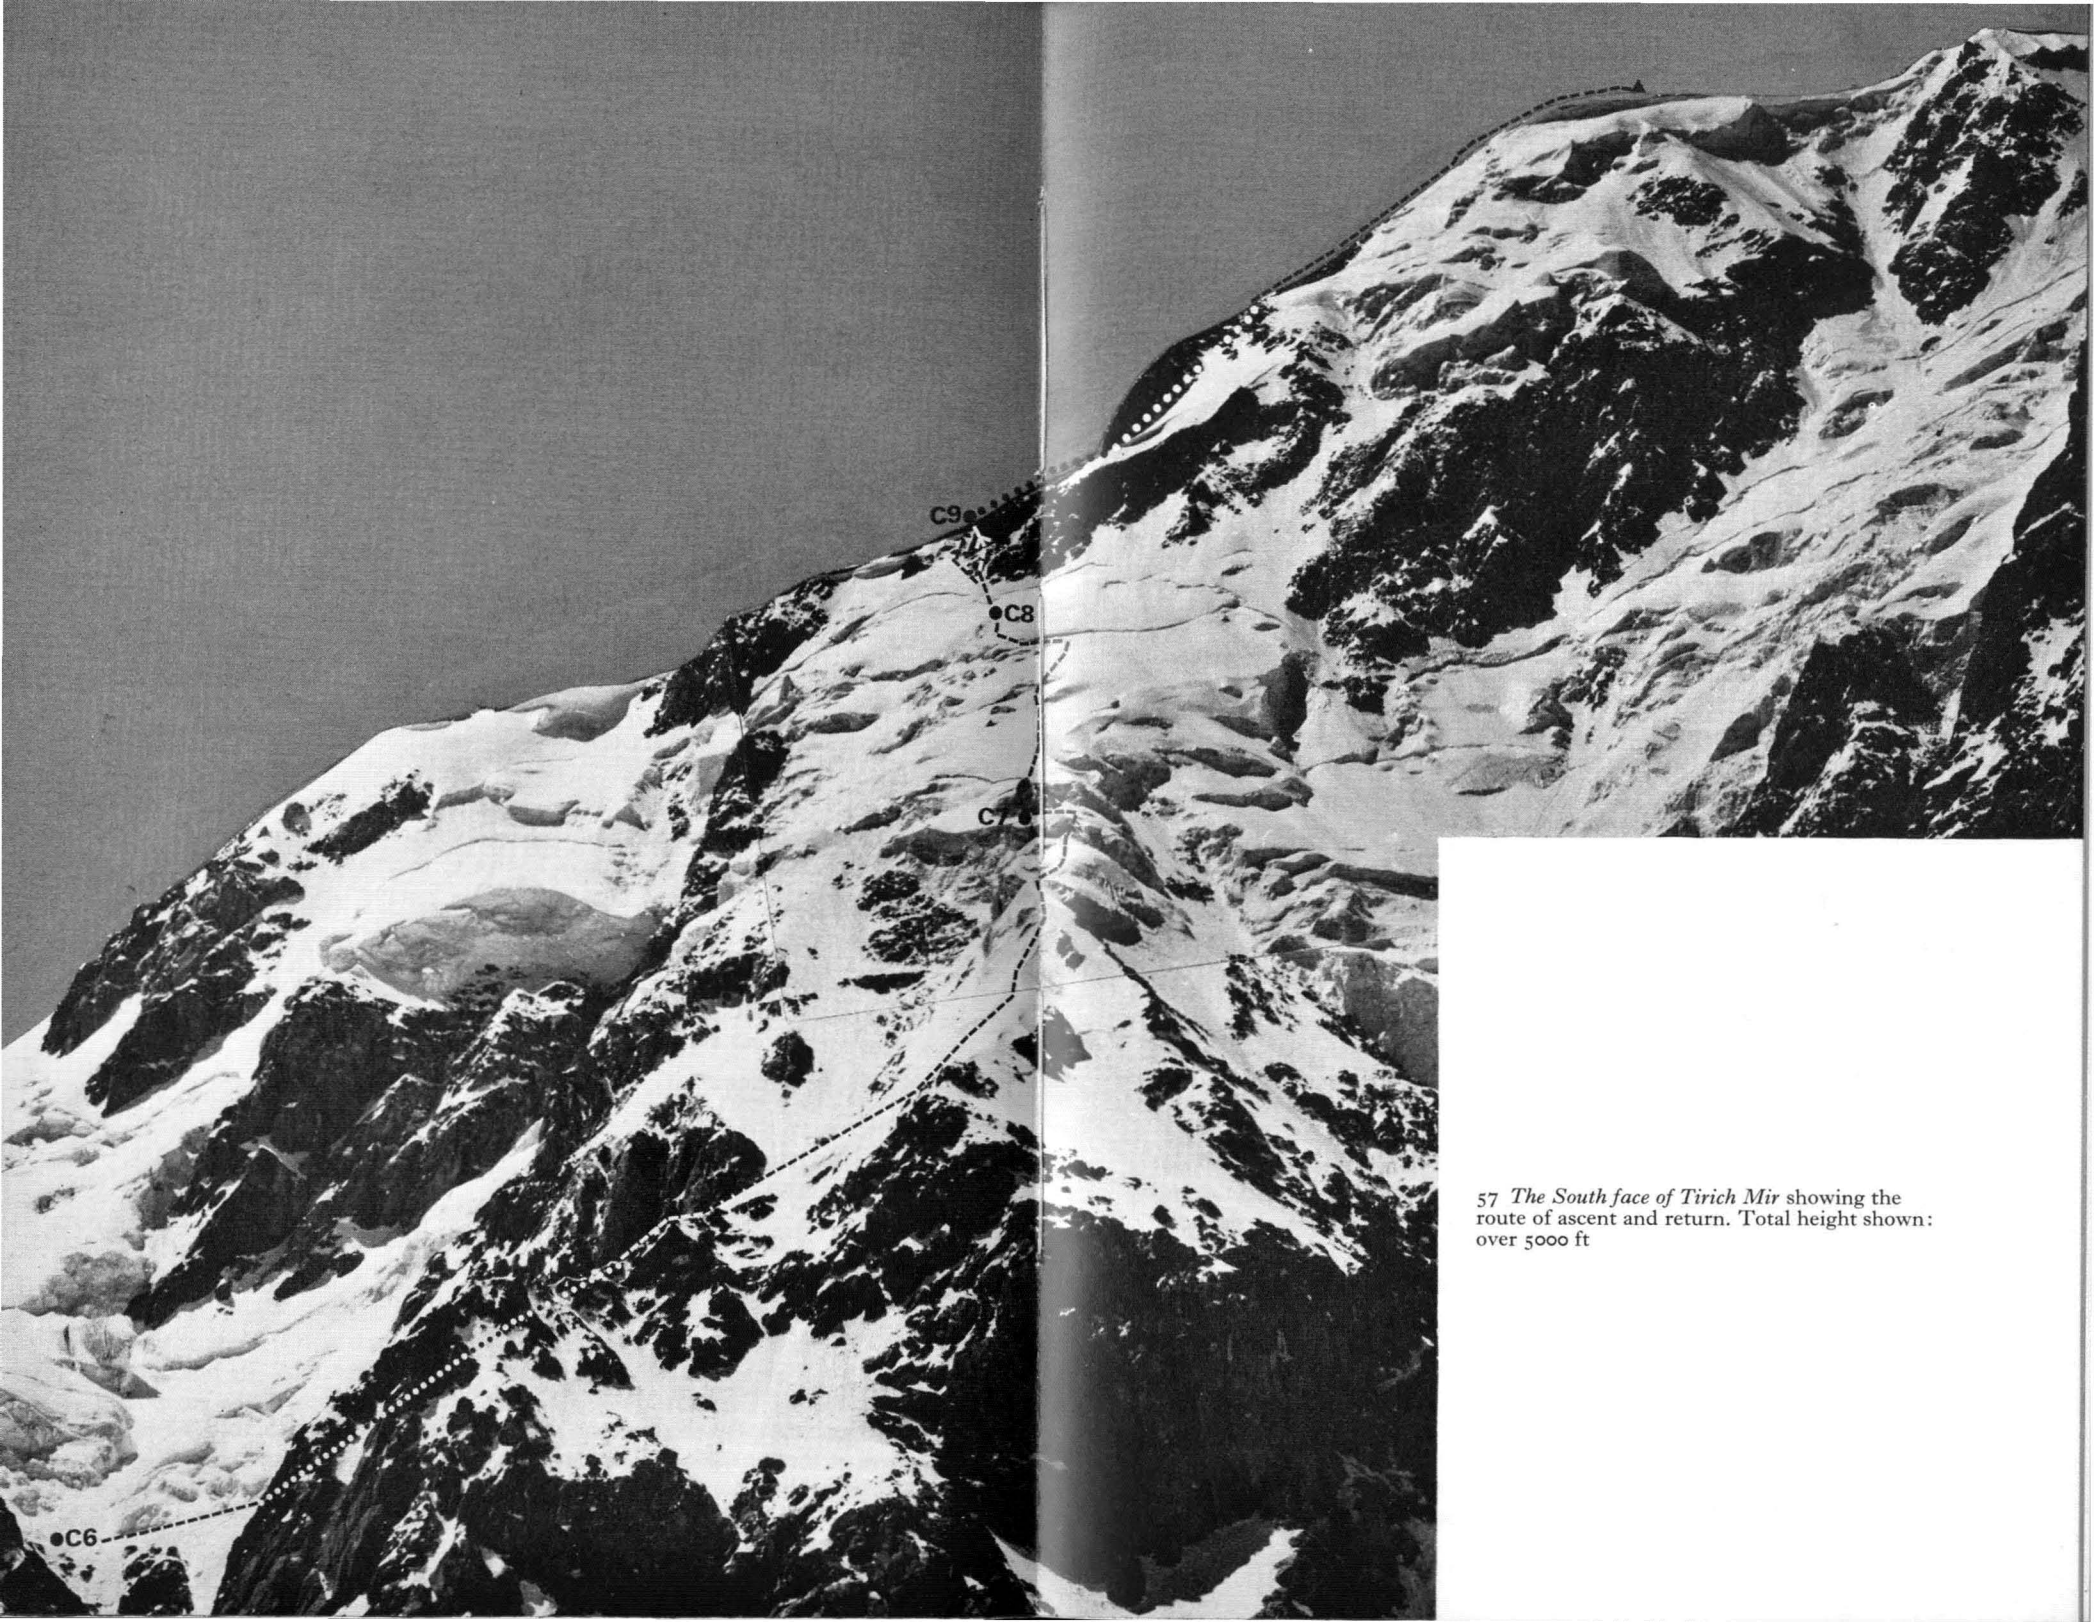 C9
C8
C7
C6
57 The South face of Tirich Mir showing the
route of ascent and return. Total height shown:
over 5000 ft